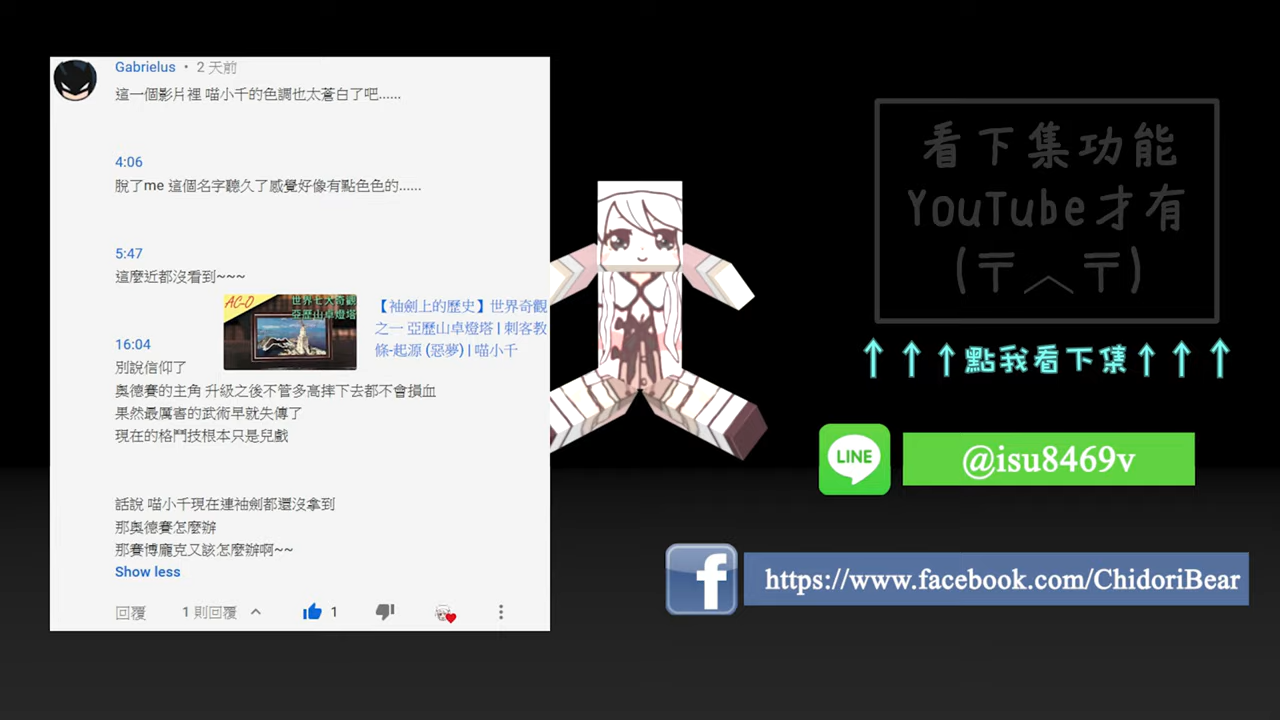 Gabrielus • 2 天前
這一個影片裡 喵小千的色調也太蒼白了吧......
4:06
脫了me 這個名字聽久了感覺好像有點色色的......
5:47
這麼近都沒看到~~~
AC-O
世界七大奇觀
亞歷山卓燈塔
【袖劍上的歷史】世界奇觀
之一 亞歷山卓燈塔 | 刺客教
條-起源 (惡夢) | 喵小千
16:04
別說信仰了
奧德賽的主角 升級之後不管多高摔下去都不會損血
果然最厲害的武術早就失傳了
現在的格鬥技根本只是兒戲
話說 喵小千現在連袖劍都還沒拿到
那奧德賽怎麼辦
那賽博龐克又該怎麼辦啊~~
Show less
回覆 1 則回覆 1
看下集功能
YouTube才有
(〒︿〒)
↑↑↑點我看下集↑↑↑
LINE @isu8469v
f https://www.facebook.com/ChidoriBear